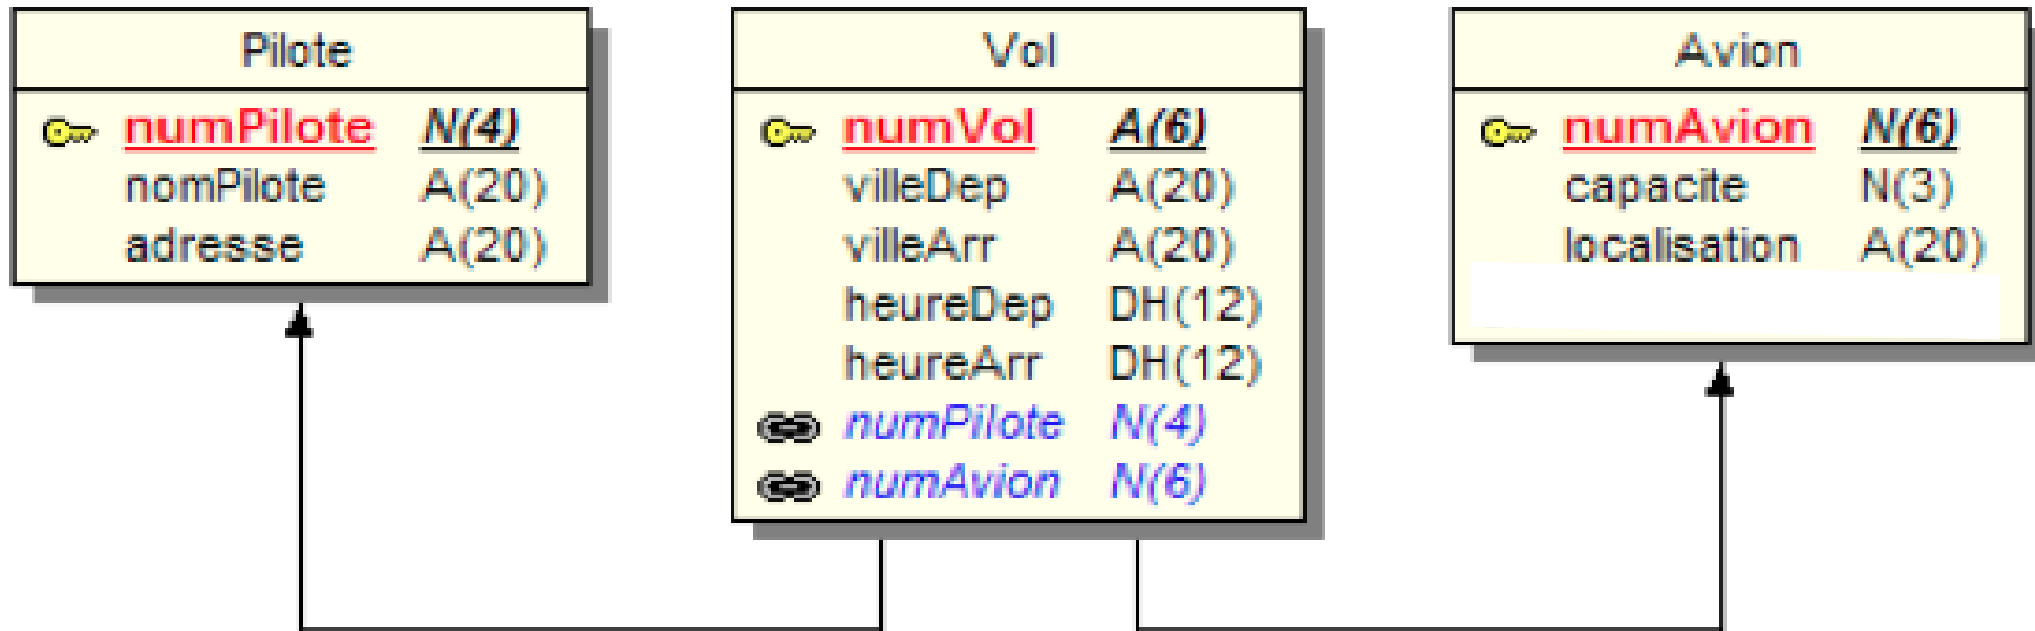 Pilote
numPilote N(4)
nomPilote A(20)
adresse A(20)
Vol
numVol A(6)
villeDep A(20)
villeArr A(20)
heureDep DH(12)
heureArr DH(12)
numPilote N(4)
numAvion N(6)
Avion
numAvion N(6)
capacite N(3)
localisation A(20)